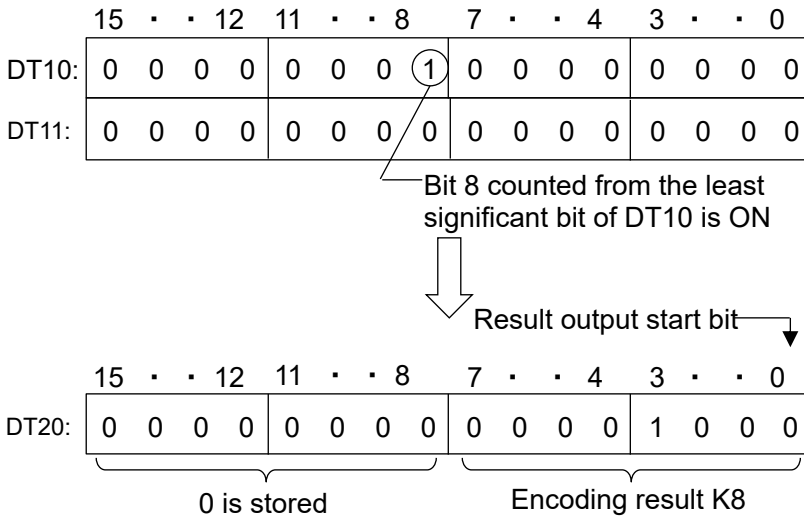 15 · · 12 11 · · 8 7 · · 4 3 · · 0
DT10: 0 0 0 0 0 0 0 1 0 0 0 0 0 0 0 0
DT11: 0 0 0 0 0 0 0 0 0 0 0 0 0 0 0 0
Bit 8 counted from the least
significant bit of DT10 is ON
Result output start bit
15 · · 12 11 · · 8 7 · · 4 3 · · 0
DT20: 0 0 0 0 0 0 0 0 0 0 0 0 1 0 0 0
0 is stored Encoding result K8